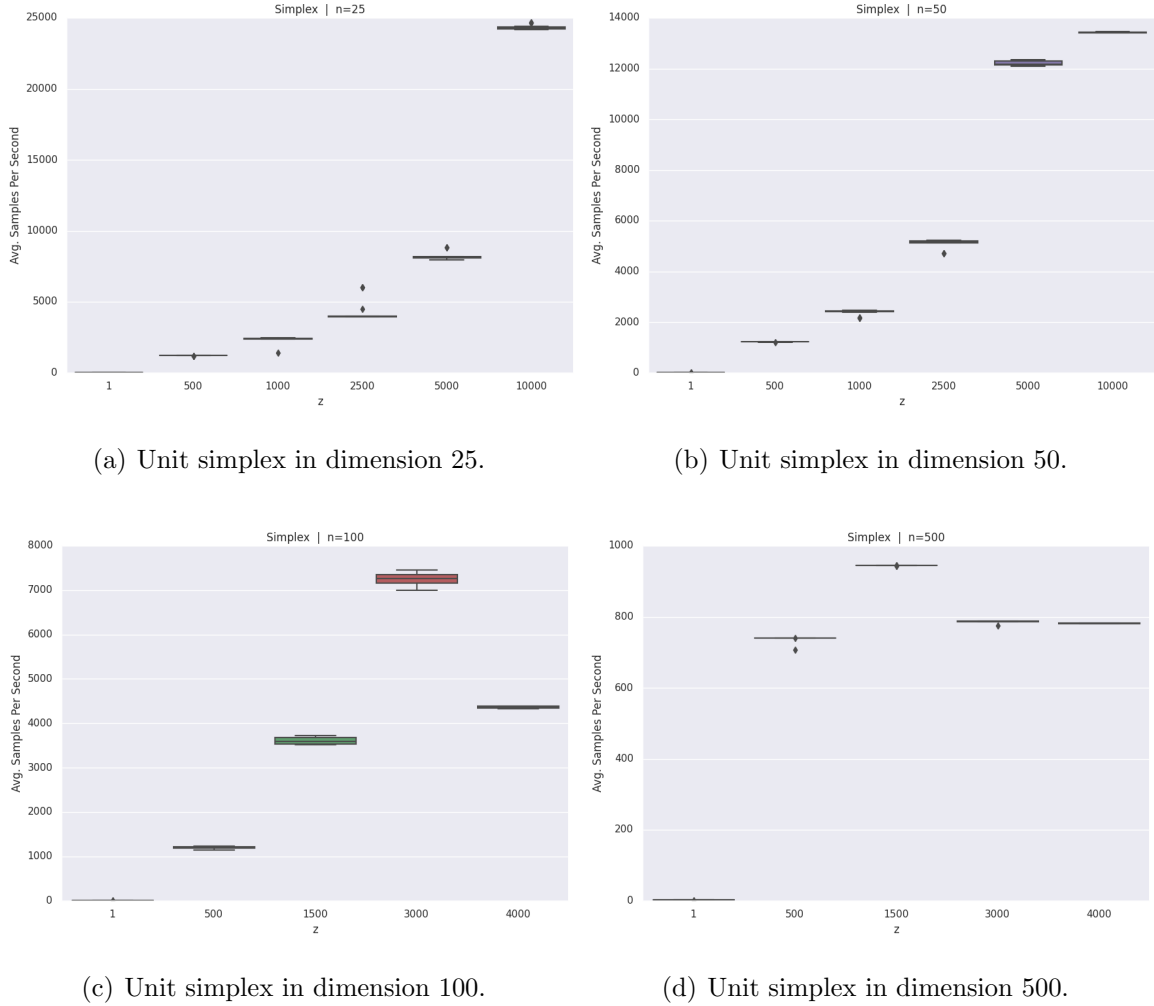 Simplex | n=25
25000
20000
15000
10000
5000
0
Avg. Samples Per Second
1 500 1000 2500 5000 10000
z
(a) Unit simplex in dimension 25.
Simplex | n=50
14000
12000
10000
8000
6000
4000
2000
0
Avg. Samples Per Second
1 500 1000 2500 5000 10000
z
(b) Unit simplex in dimension 50.
Simplex | n=100
8000
7000
6000
5000
4000
3000
2000
1000
0
Avg. Samples Per Second
1 500 1500 3000 4000
z
(c) Unit simplex in dimension 100.
Simplex | n=500
1000
800
600
400
200
0
Avg. Samples Per Second
1 500 1500 3000 4000
z
(d) Unit simplex in dimension 500.